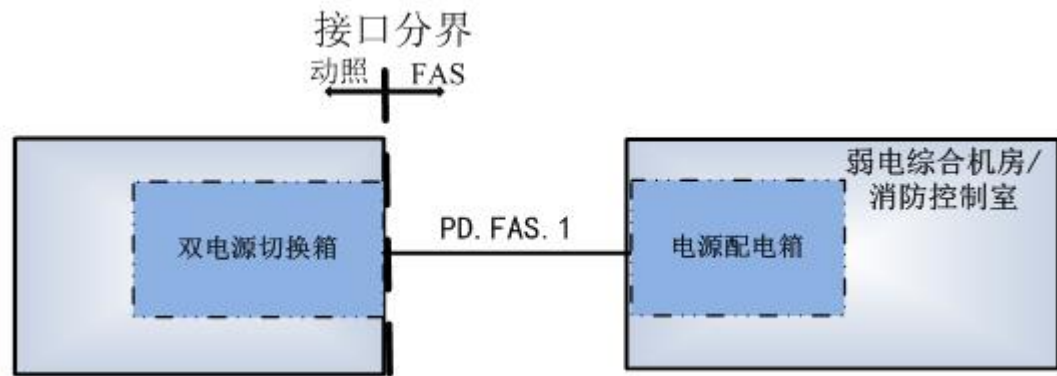 接口分界
动照 FAS
弱电综合机房/
消防控制室
双电源切换箱
PD.FAS.1
电源配电箱